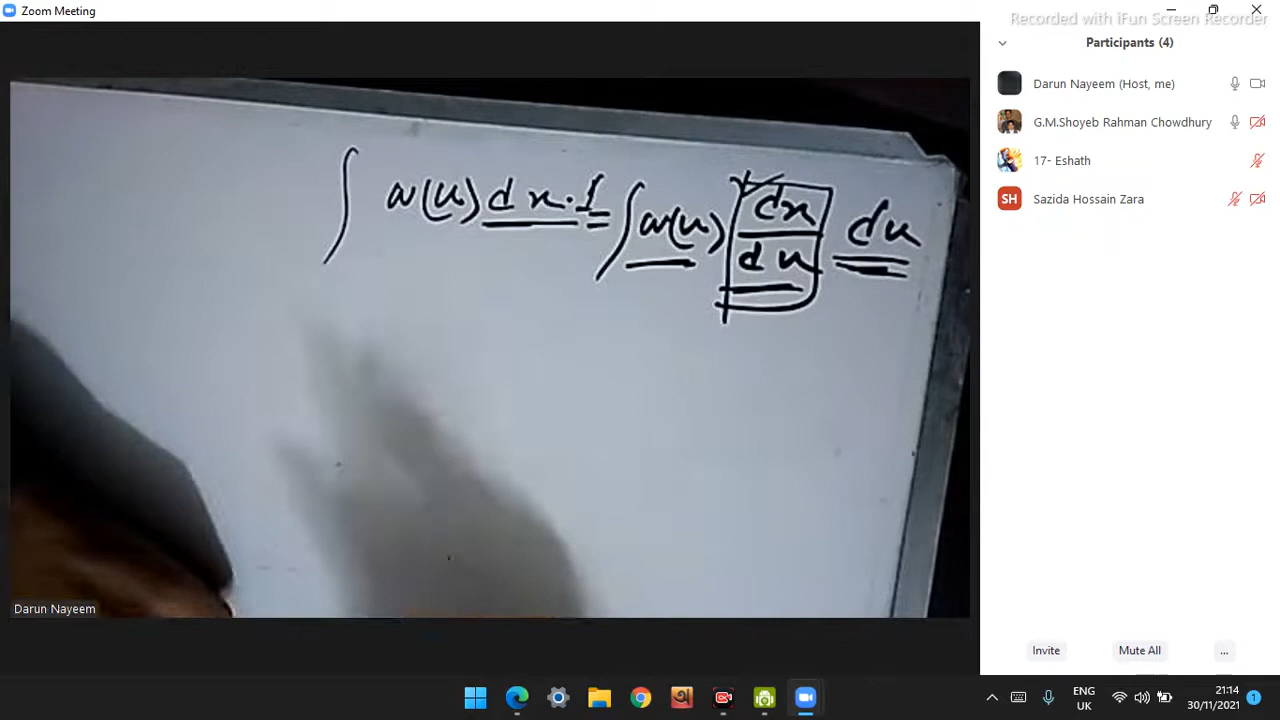 Zoom Meeting
Recorded with iFun Screen Recorder
Participants (4)
Darun Nayeem (Host, me)
G.M.Shoyeb Rahman Chowdhury
17- Eshath
SH Sazida Hossain Zara
∫ w(u) dx·1 ∫ w(u) dx/du du
Darun Nayeem
Invite Mute All ...
ENG
UK
21:14
30/11/2021
1